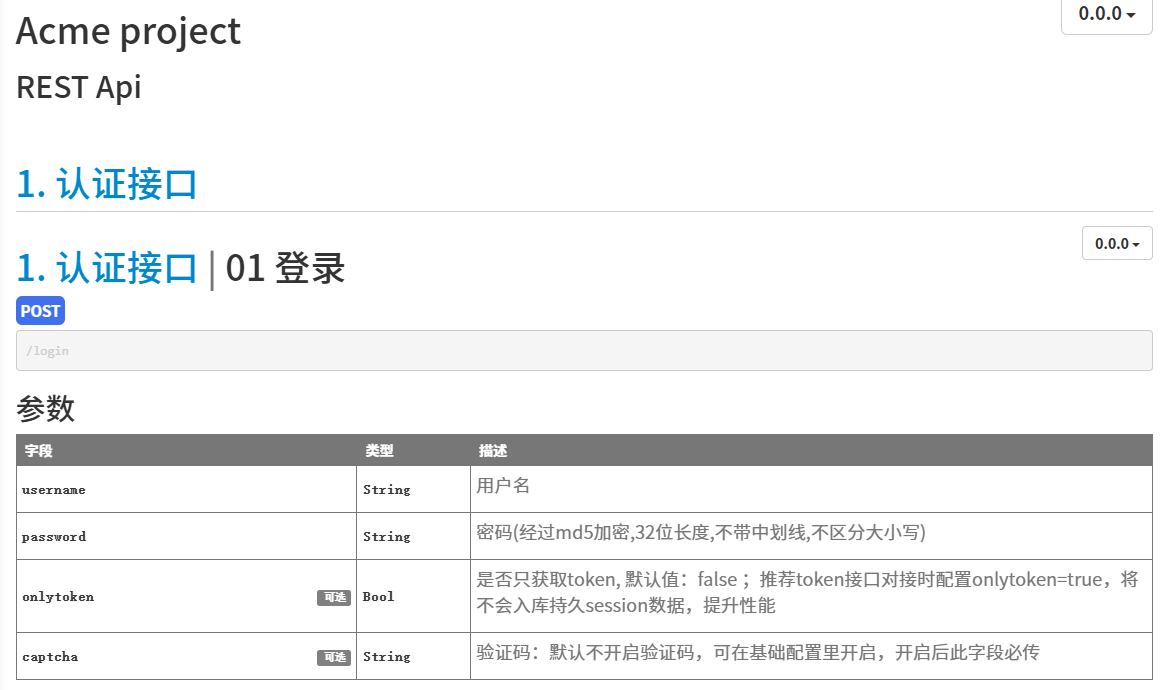 Acme project
0.0.0
REST Api
1. 认证接口
1. 认证接口 | 01 登录
0.0.0
POST
/login
参数
字段 类型 描述
username String 用户名
password String 密码(经过md5加密,32位长度,不带中划线,不区分大小写)
onlytoken 可选 Bool 是否只获取token, 默认值：false ；推荐token接口对接时配置onlytoken=true，将
不会入库持久session数据，提升性能
captcha 可选 String 验证码：默认不开启验证码，可在基础配置里开启，开启后此字段必传